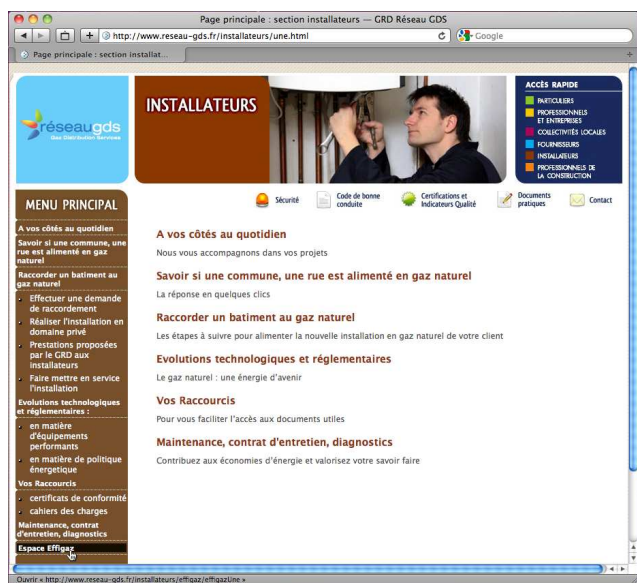 Page principale : section installateurs — GRD Réseau GDS
http://www.reseau-gds.fr/installateurs/une.html
Google
Page principale : section installat...
réseaugds
Gaz Distribution Services
INSTALLATEURS
ACCÈS RAPIDE
PARTICULIERS
PROFESSIONNELS
ET ENTREPRISES
COLLECTIVITÉS LOCALES
FOURNISSEURS
INSTALLATEURS
PROFESSIONNELS DE
LA CONSTRUCTION
Sécurité
Code de bonne
conduite
Certifications et
Indicateurs Qualité
Documents
pratiques
Contact
MENU PRINCIPAL
A vos côtés au quotidien
Savoir si une commune, une
rue est alimenté en gaz
naturel
Raccorder un batiment au
gaz naturel
Effectuer une demande
de raccordement
Réaliser l'installation en
domaine privé
Prestations proposées
par le GRD aux
installateurs
Faire mettre en service
l'installation
Evolutions technologiques
et réglementaires :
en matière
d'équipements
performants
en matière de politique
énergetique
Vos Raccourcis
certificats de conformité
cahiers des charges
Maintenance, contrat
d'entretien, diagnostics
Espace Effigaz
A vos côtés au quotidien
Nous vous accompagnons dans vos projets
Savoir si une commune, une rue est alimenté en gaz naturel
La réponse en quelques clics
Raccorder un batiment au gaz naturel
Les étapes à suivre pour alimenter la nouvelle installation en gaz naturel de votre client
Evolutions technologiques et réglementaires
Le gaz naturel : une énergie d'avenir
Vos Raccourcis
Pour vous faciliter l'accès aux documents utiles
Maintenance, contrat d'entretien, diagnostics
Contribuez aux économies d'énergie et valorisez votre savoir faire
Ouvrir « http://www.reseau-gds.fr/installateurs/effigaz/effigazUne »